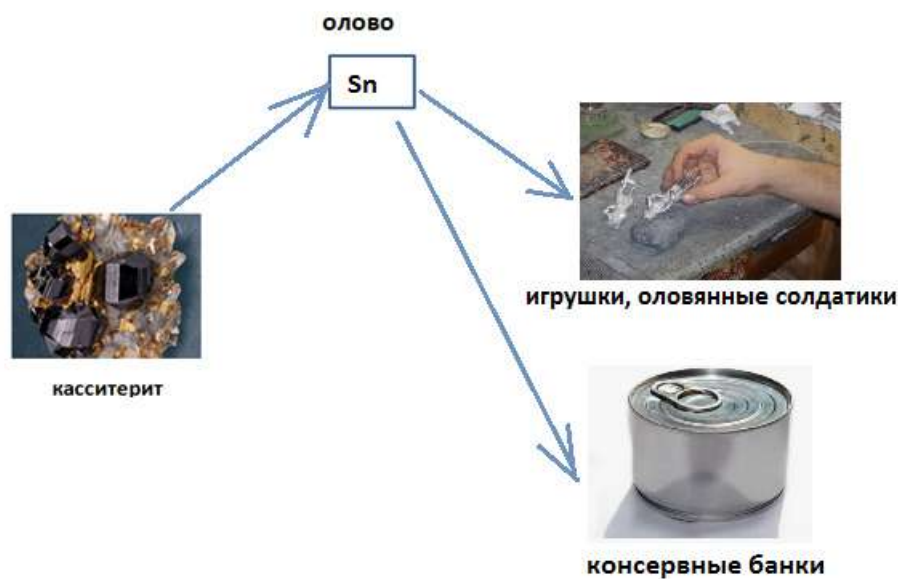 олово
Sn
игрушки, оловянные солдатики
касситерит
консервные банки